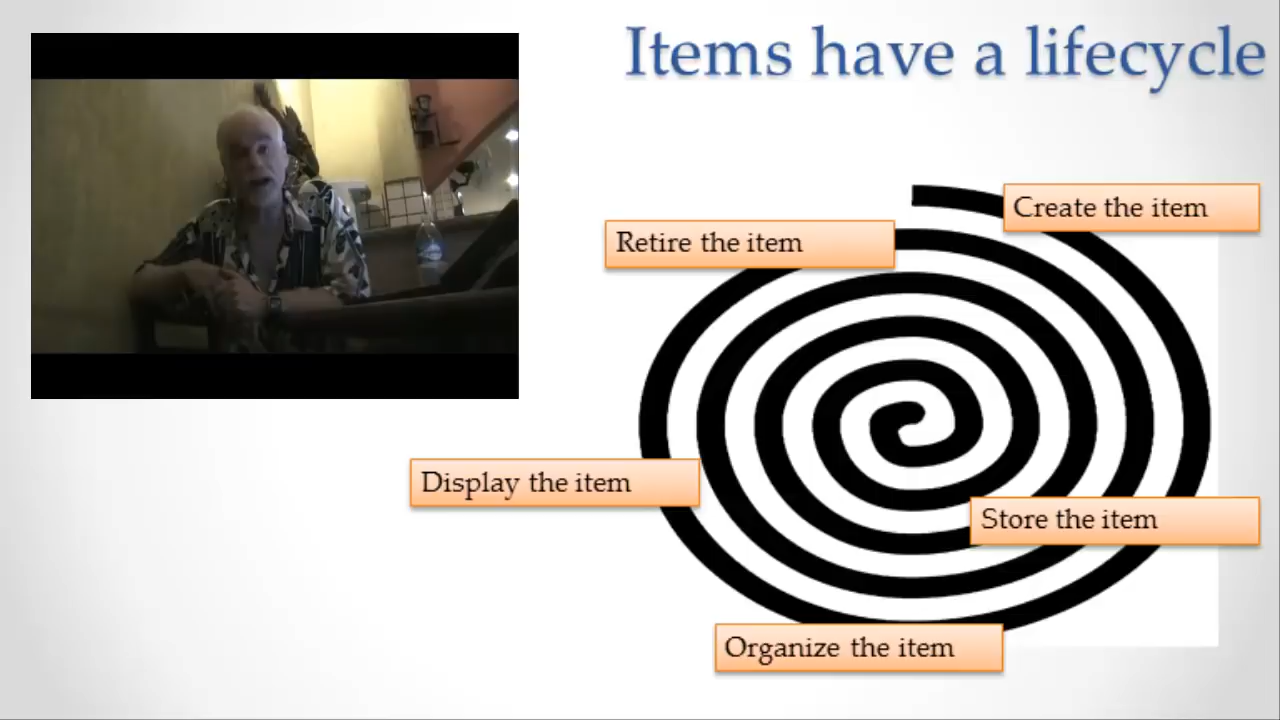 Items have a lifecycle
Create the item
Retire the item
Display the item
Store the item
Organize the item